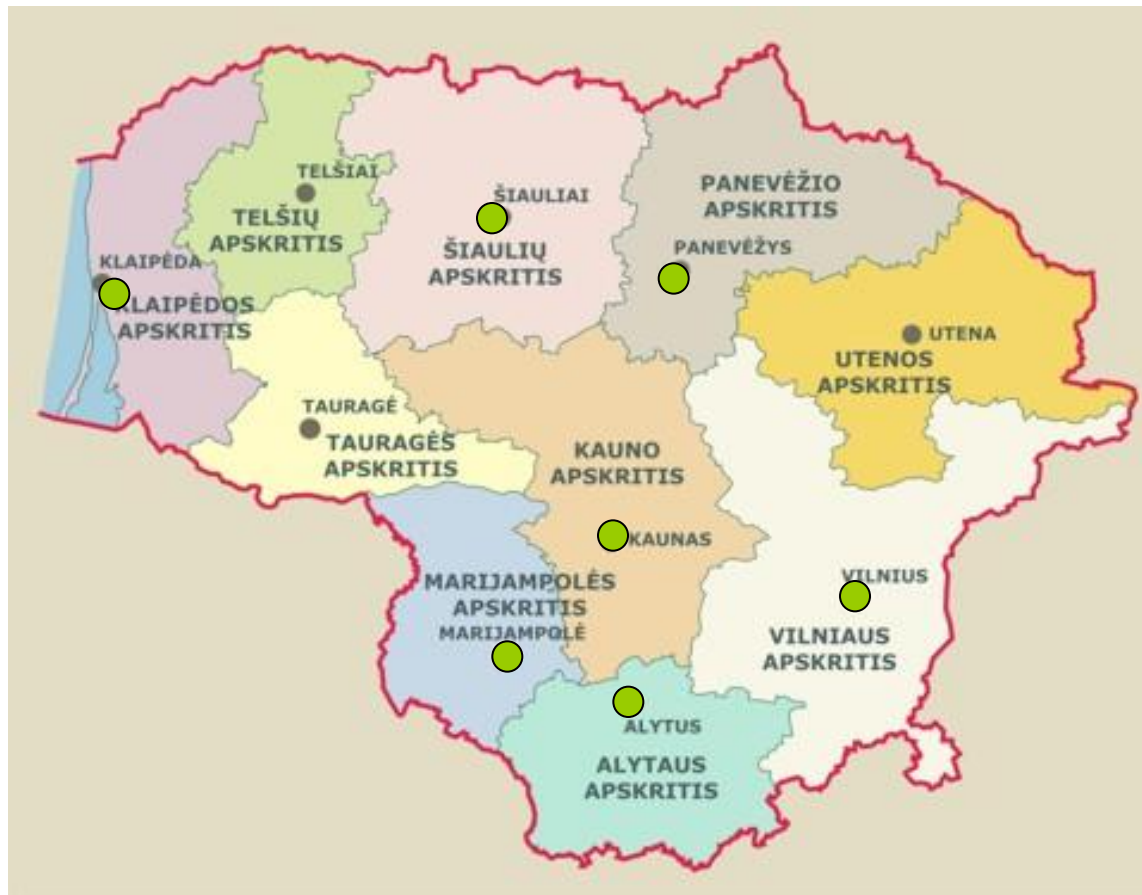 TELŠIAI
TELŠIŲ
APSKRITIS
ŠIAULIAI
ŠIAULIŲ
APSKRITIS
PANEVĖŽIO
APSKRITIS
PANEVĖŽYS
KLAIPĖDA
KLAIPĖDOS
APSKRITIS
UTENA
UTENOS
APSKRITIS
TAURAGĖ
TAURAGĖS
APSKRITIS
KAUNO
APSKRITIS
KAUNAS
MARIJAMPOLĖS
APSKRITIS
MARIJAMPOLĖ
VILNIUS
VILNIAUS
APSKRITIS
ALYTUS
ALYTAUS
APSKRITIS